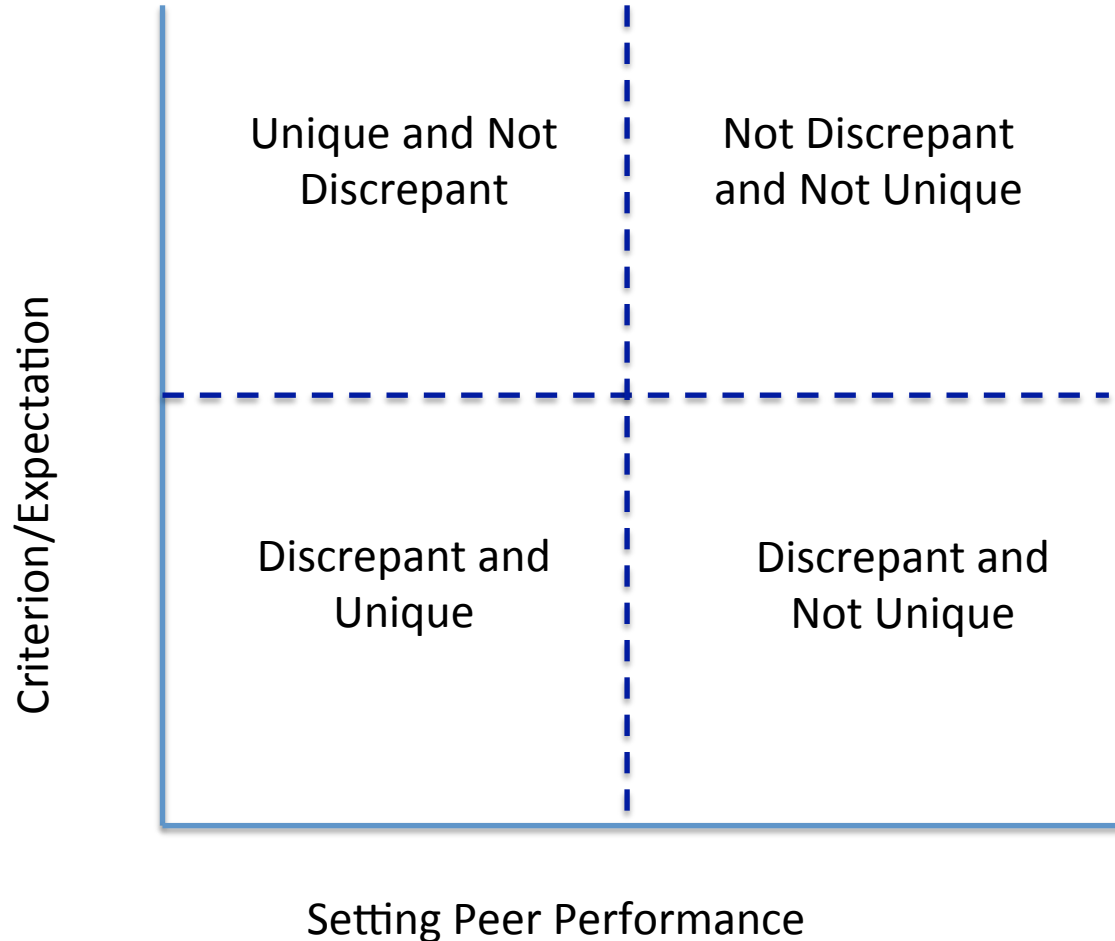 Unique and Not
Discrepant
Not Discrepant
and Not Unique
Criterion/Expectation
Discrepant and
Unique
Discrepant and
Not Unique
Setting Peer Performance